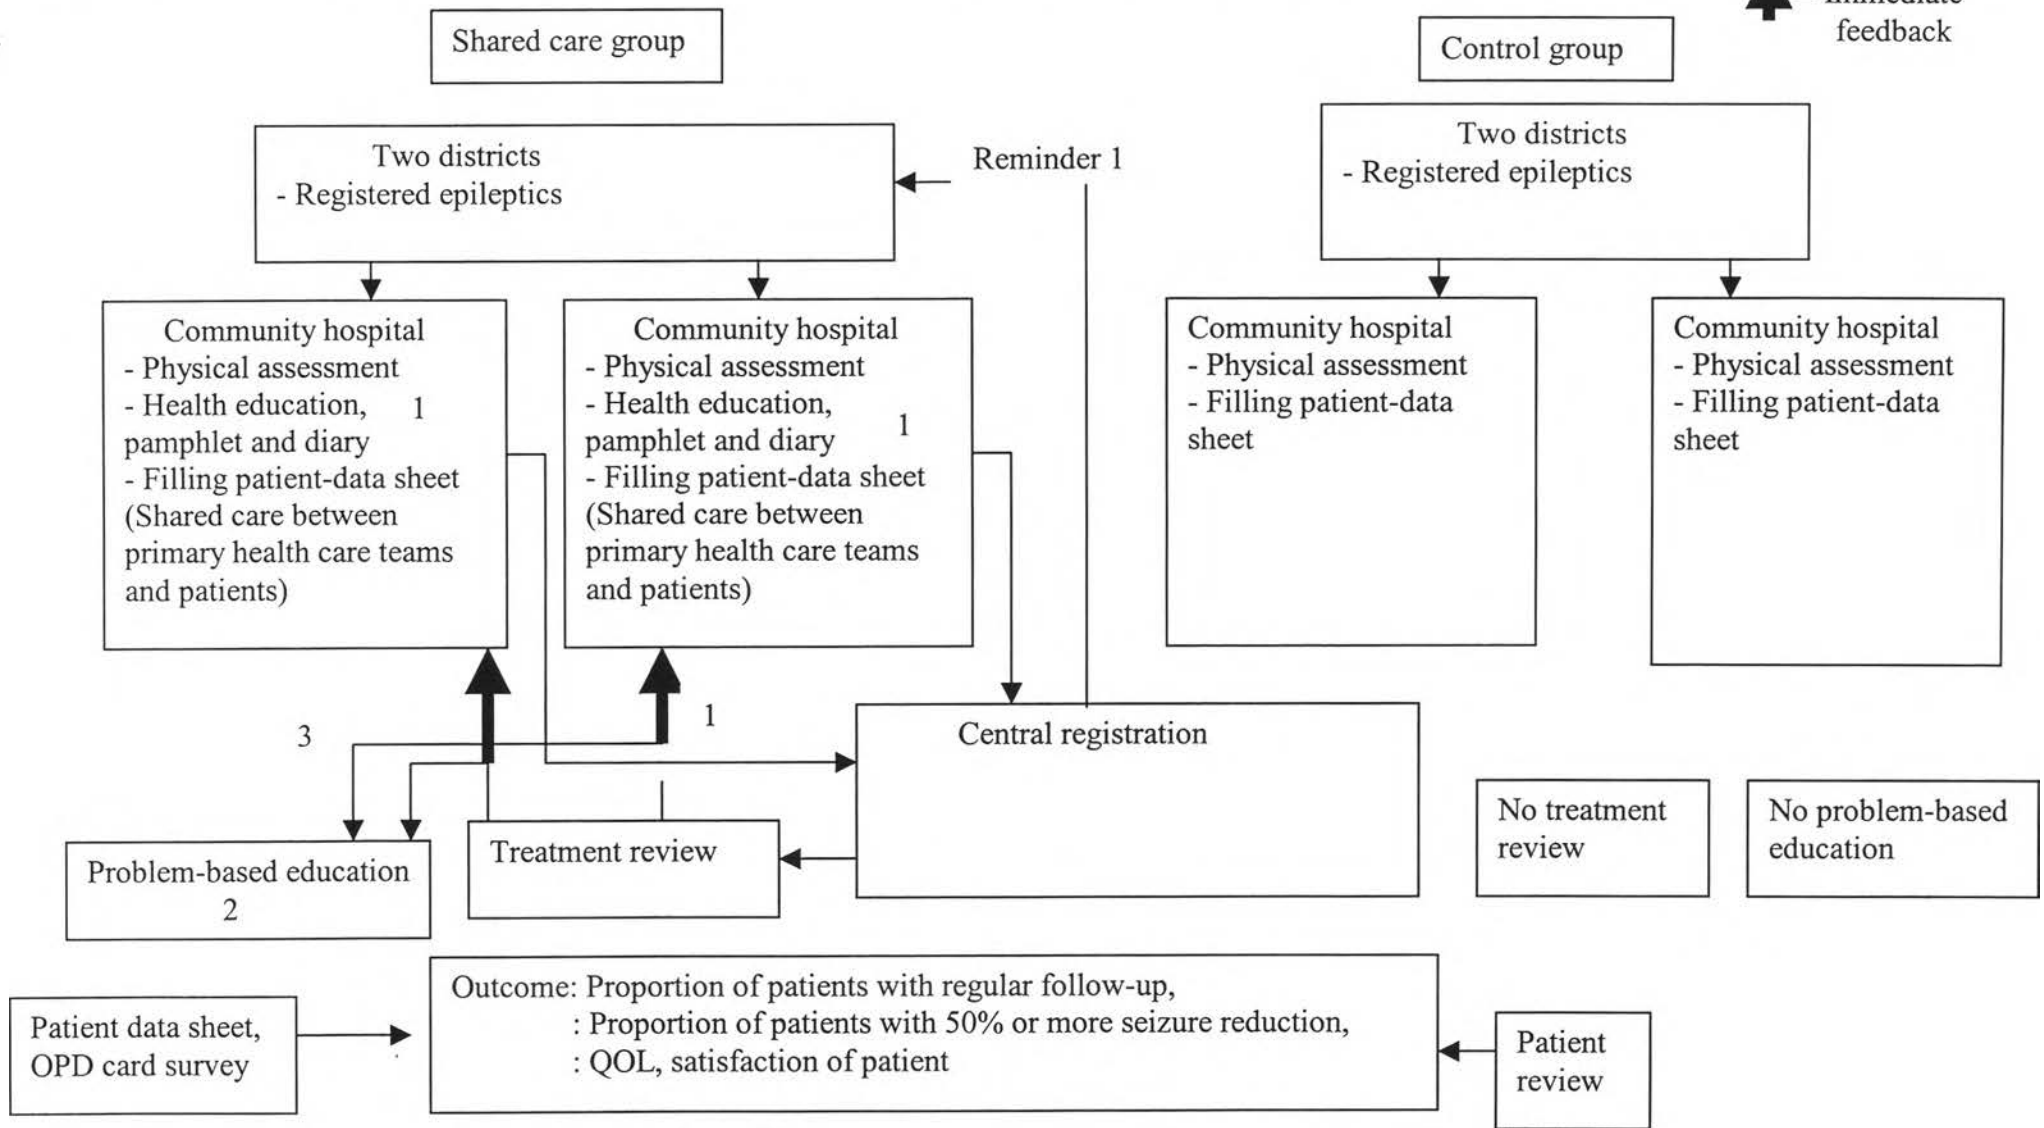 Shared care group
Control group
feedback
Two districts
- Registered epileptics
Reminder 1
Two districts
- Registered epileptics
Community hospital
- Physical assessment
- Health education, 1
pamphlet and diary
- Filling patient-data sheet
(Shared care between
primary health care teams
and patients)
Community hospital
- Physical assessment
- Health education,
pamphlet and diary 1
- Filling patient-data sheet
(Shared care between
primary health care teams
and patients)
Community hospital
- Physical assessment
- Filling patient-data
sheet
Community hospital
- Physical assessment
- Filling patient-data
sheet
3
1
Central registration
Problem-based education
2
Treatment review
No treatment
review
No problem-based
education
Patient data sheet,
OPD card survey
Outcome: Proportion of patients with regular follow-up,
: Proportion of patients with 50% or more seizure reduction,
: QOL, satisfaction of patient
Patient
review